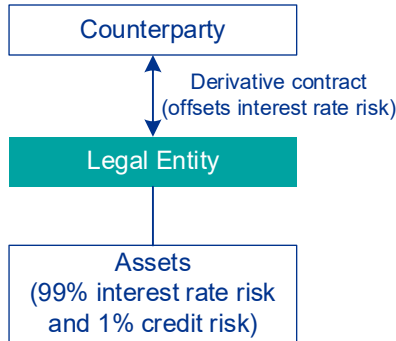 Counterparty
Derivative contract
(offsets interest rate risk)
Legal Entity
Assets
(99% interest rate risk
and 1% credit risk)